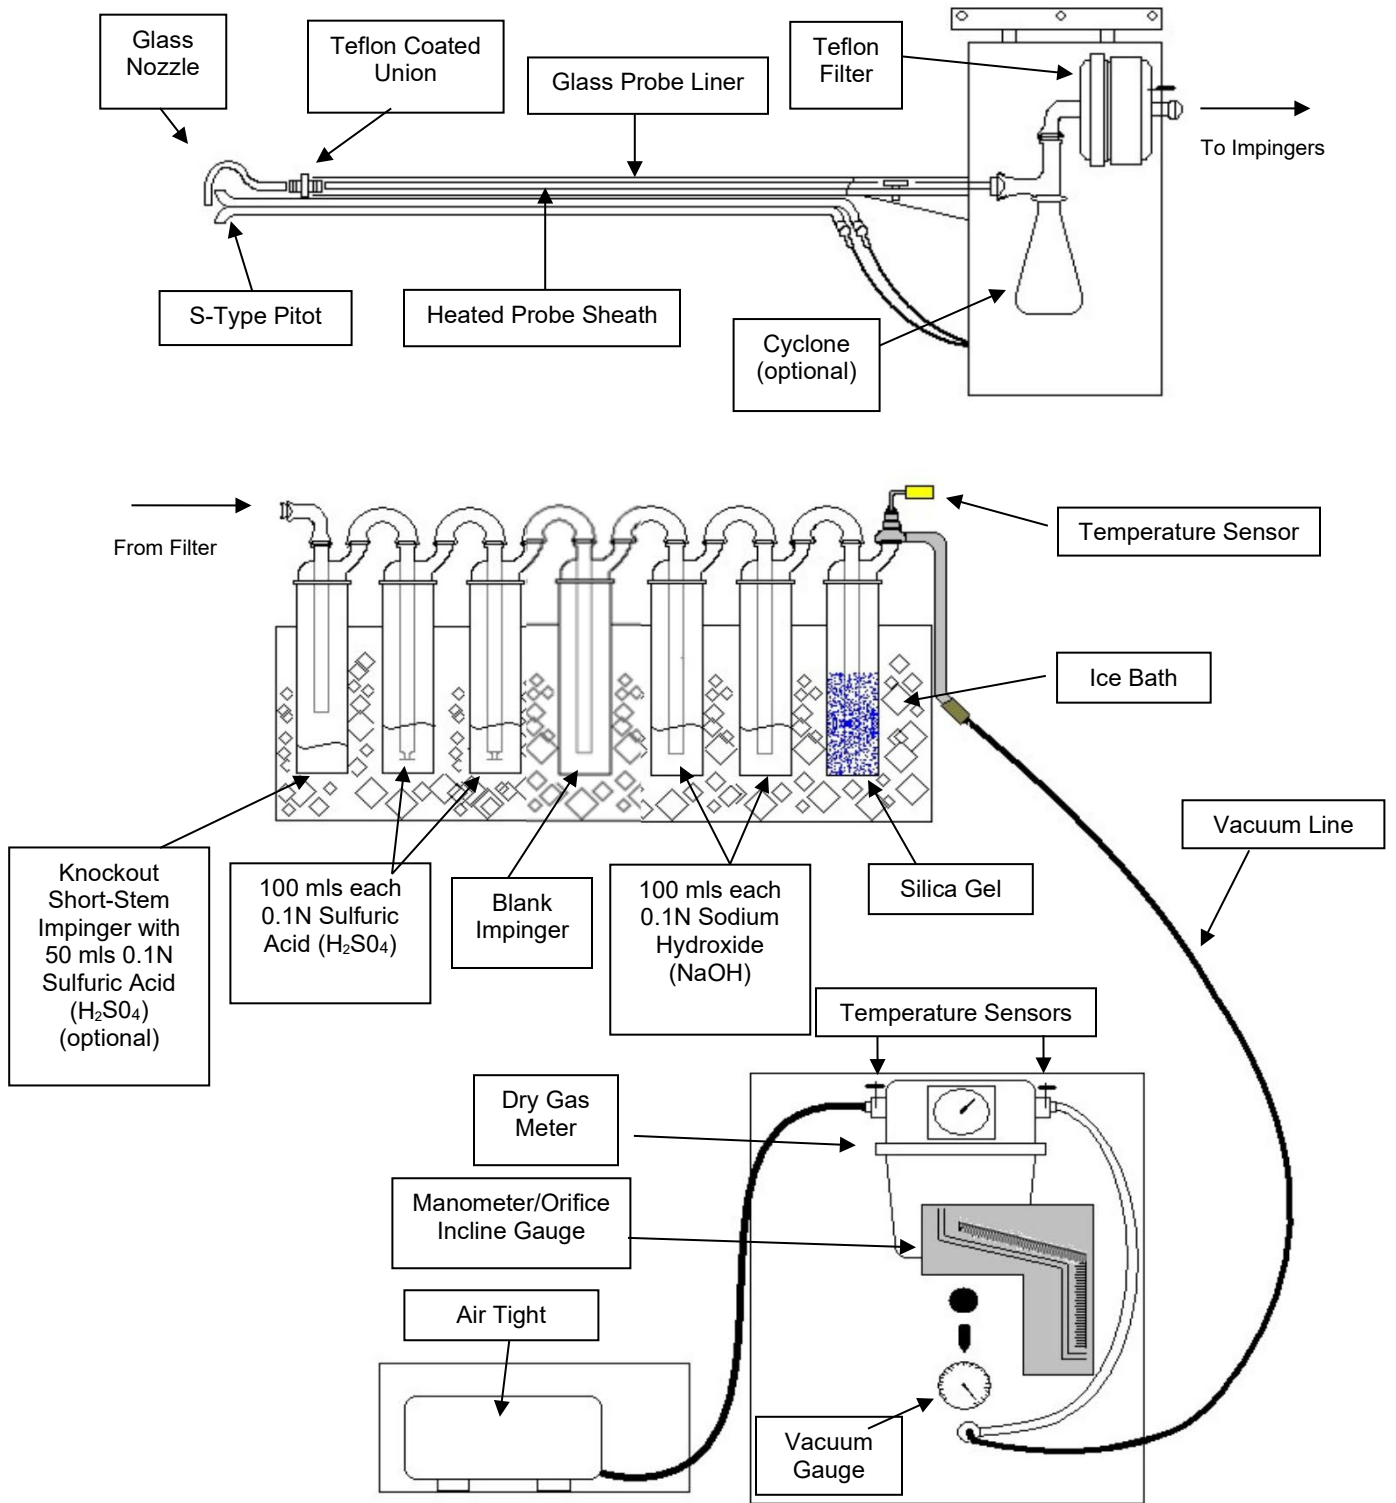 Glass
Nozzle
Teflon Coated
Union
Glass Probe Liner
Teflon
Filter
To Impingers
S-Type Pitot
Heated Probe Sheath
Cyclone
(optional)
From Filter
Temperature Sensor
Ice Bath
Vacuum Line
Knockout
Short-Stem
Impinger with
50 mls 0.1N
Sulfuric Acid
(H₂S0₄)
(optional)
100 mls each
0.1N Sulfuric
Acid (H₂S0₄)
Blank
Impinger
100 mls each
0.1N Sodium
Hydroxide
(NaOH)
Silica Gel
Temperature Sensors
Dry Gas
Meter
Manometer/Orifice
Incline Gauge
Air Tight
Vacuum
Gauge